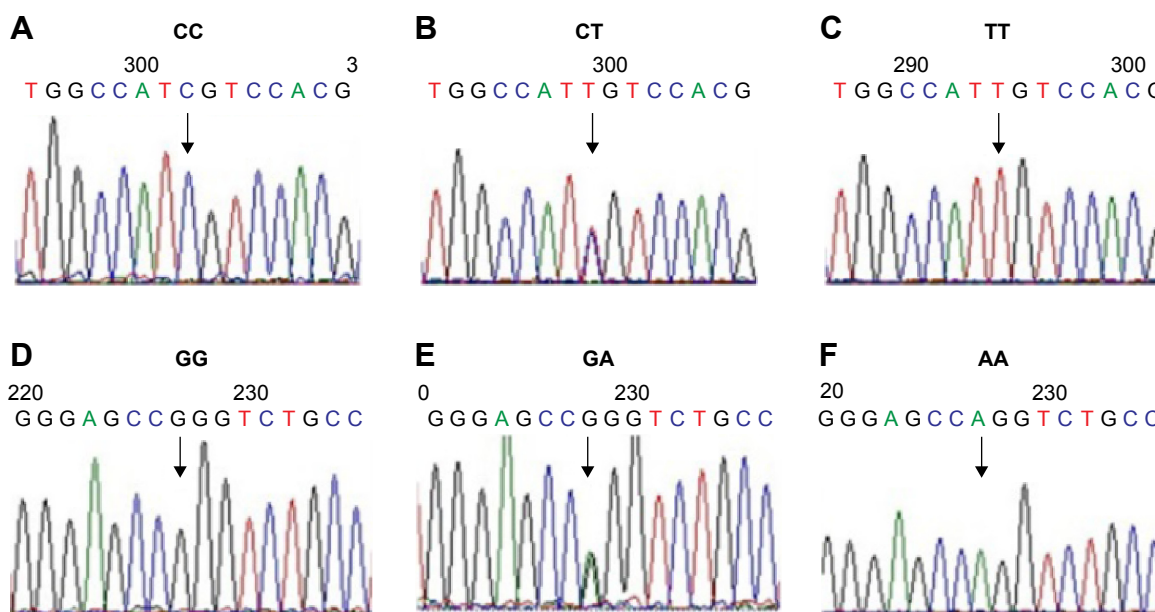 A B C
CC CT TT
300 3 300 290 300
TGGCCATCGTCCACG TGGCCATTGTCCACG TGGCCATTGTCCACG
D E F
GG GA AA
220 230 0 230 20 230
GGGAGCCGGGTCTGCC GGGAGCCGGGTCTGCC GGGAGCCAGGTCTGCC